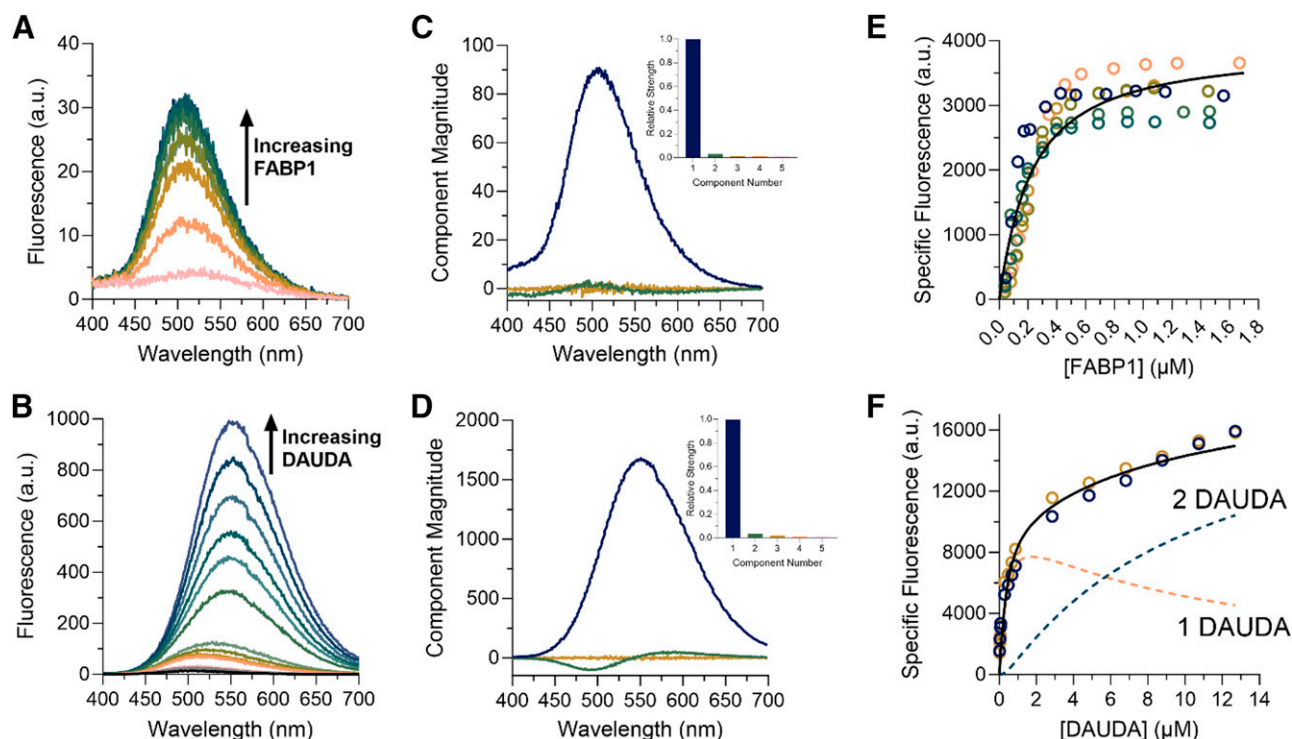 A
Fluorescence (a.u.)
40
30
20
10
0
Increasing
FABP1
400 450 500 550 600 650 700
Wavelength (nm)
C
Component Magnitude
100
80
60
40
20
0
Relative Strength
1.0
0.8
0.6
0.4
0.2
0.0
1 2 3 4 5
Component Number
400 450 500 550 600 650 700
Wavelength (nm)
E
Specific Fluorescence (a.u.)
4000
3000
2000
1000
0
0.0 0.2 0.4 0.6 0.8 1.0 1.2 1.4 1.6 1.8
[FABP1] (µM)
B
Fluorescence (a.u.)
1000
900
800
700
600
500
400
300
200
100
0
Increasing
DAUDA
400 450 500 550 600 650 700
Wavelength (nm)
D
Component Magnitude
2000
1500
1000
500
0
Relative Strength
1.0
0.8
0.6
0.4
0.2
0.0
1 2 3 4 5
Component Number
400 450 500 550 600 650 700
Wavelength (nm)
F
Specific Fluorescence (a.u.)
16000
12000
8000
4000
0
2 DAUDA
1 DAUDA
0 2 4 6 8 10 12 14
[DAUDA] (µM)